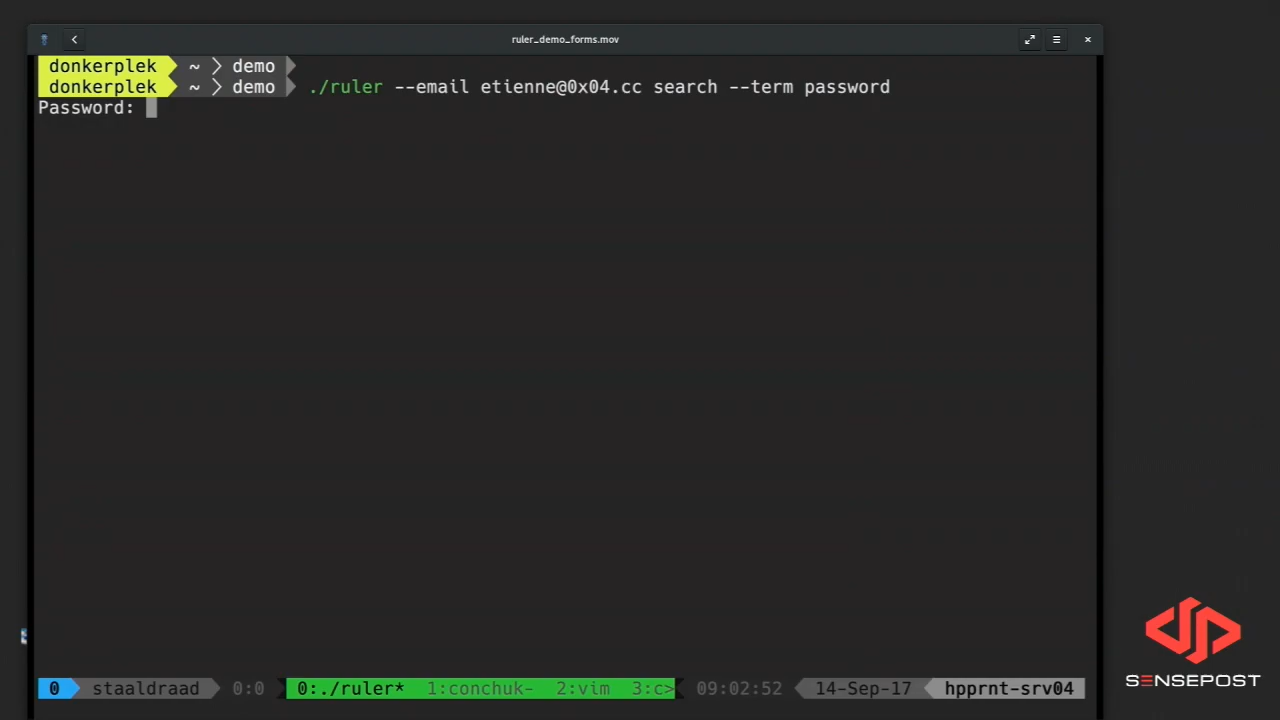 ruler_demo_forms.mov
donkerplek ~ demo
donkerplek ~ demo ./ruler --email etienne@0x04.cc search --term password
Password:
0 staaldraad 0:0 0:./ruler* 1:conchuk- 2:vim 3:c> 09:02:52 14-Sep-17 hpprnt-srv04
SENSEPOST